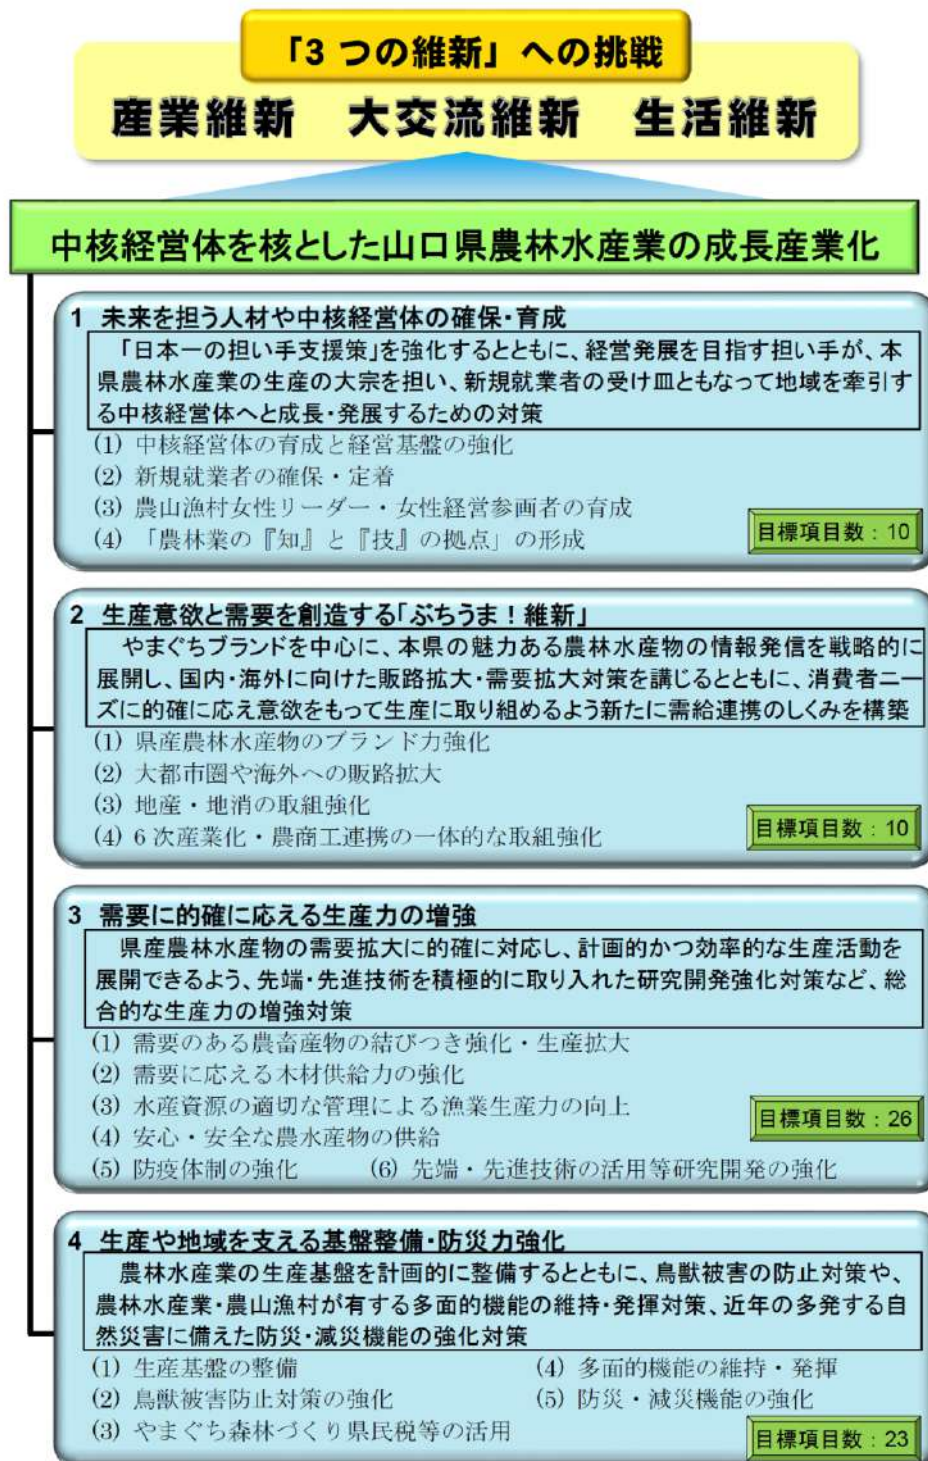 「3 つの維新」への挑戦
産業維新　大交流維新　生活維新
中核経営体を核とした山口県農林水産業の成長産業化
1 未来を担う人材や中核経営体の確保・育成
「日本一の担い手支援策」を強化するとともに、経営発展を目指す担い手が、本
県農林水産業の生産の大宗を担い、新規就業者の受け皿ともなって地域を牽引す
る中核経営体へと成長・発展するための対策
(1) 中核経営体の育成と経営基盤の強化
(2) 新規就業者の確保・定着
(3) 農山漁村女性リーダー・女性経営参画者の育成
(4) 「農林業の『知』と『技』の拠点」の形成
目標項目数：10
2 生産意欲と需要を創造する「ぶちうま！維新」
やまぐちブランドを中心に、本県の魅力ある農林水産物の情報発信を戦略的に
展開し、国内・海外に向けた販路拡大・需要拡大対策を講じるとともに、消費者ニー
ズに的確に応え意欲をもって生産に取り組めるよう新たに需給連携のしくみを構築
(1) 県産農林水産物のブランド力強化
(2) 大都市圏や海外への販路拡大
(3) 地産・地消の取組強化
(4) 6 次産業化・農商工連携の一体的な取組強化
目標項目数：10
3 需要に的確に応える生産力の増強
県産農林水産物の需要拡大に的確に対応し、計画的かつ効率的な生産活動を
展開できるよう、先端・先進技術を積極的に取り入れた研究開発強化対策など、総
合的な生産力の増強対策
(1) 需要のある農畜産物の結びつき強化・生産拡大
(2) 需要に応える木材供給力の強化
(3) 水産資源の適切な管理による漁業生産力の向上
(4) 安心・安全な農水産物の供給
(5) 防疫体制の強化　(6) 先端・先進技術の活用等研究開発の強化
目標項目数：26
4 生産や地域を支える基盤整備・防災力強化
農林水産業の生産基盤を計画的に整備するとともに、鳥獣被害の防止対策や、
農林水産業・農山漁村が有する多面的機能の維持・発揮対策、近年の多発する自
然災害に備えた防災・減災機能の強化対策
(1) 生産基盤の整備
(2) 鳥獣被害防止対策の強化
(3) やまぐち森林づくり県民税等の活用
(4) 多面的機能の維持・発揮
(5) 防災・減災機能の強化
目標項目数：23